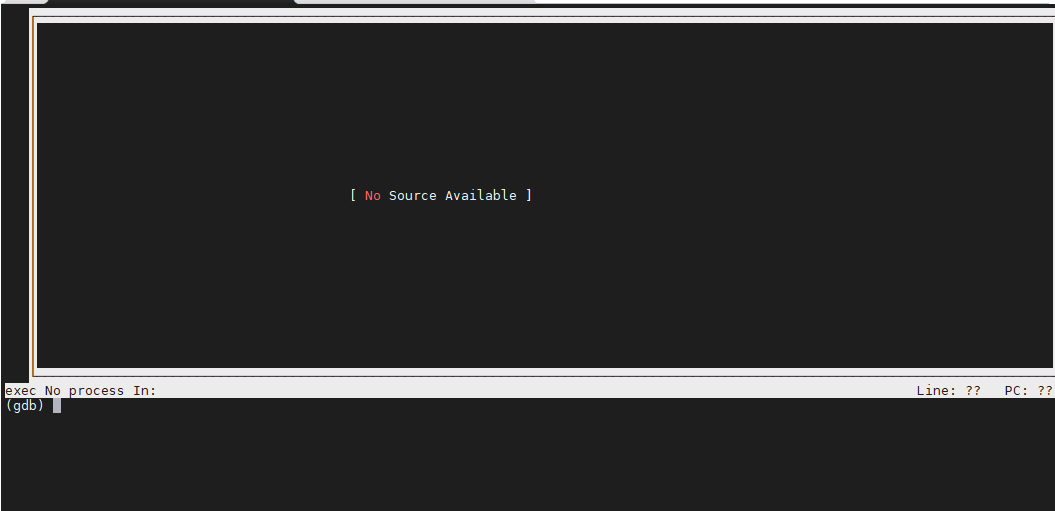 [ No Source Available ]
exec No process In: Line: ?? PC: ??
(gdb)